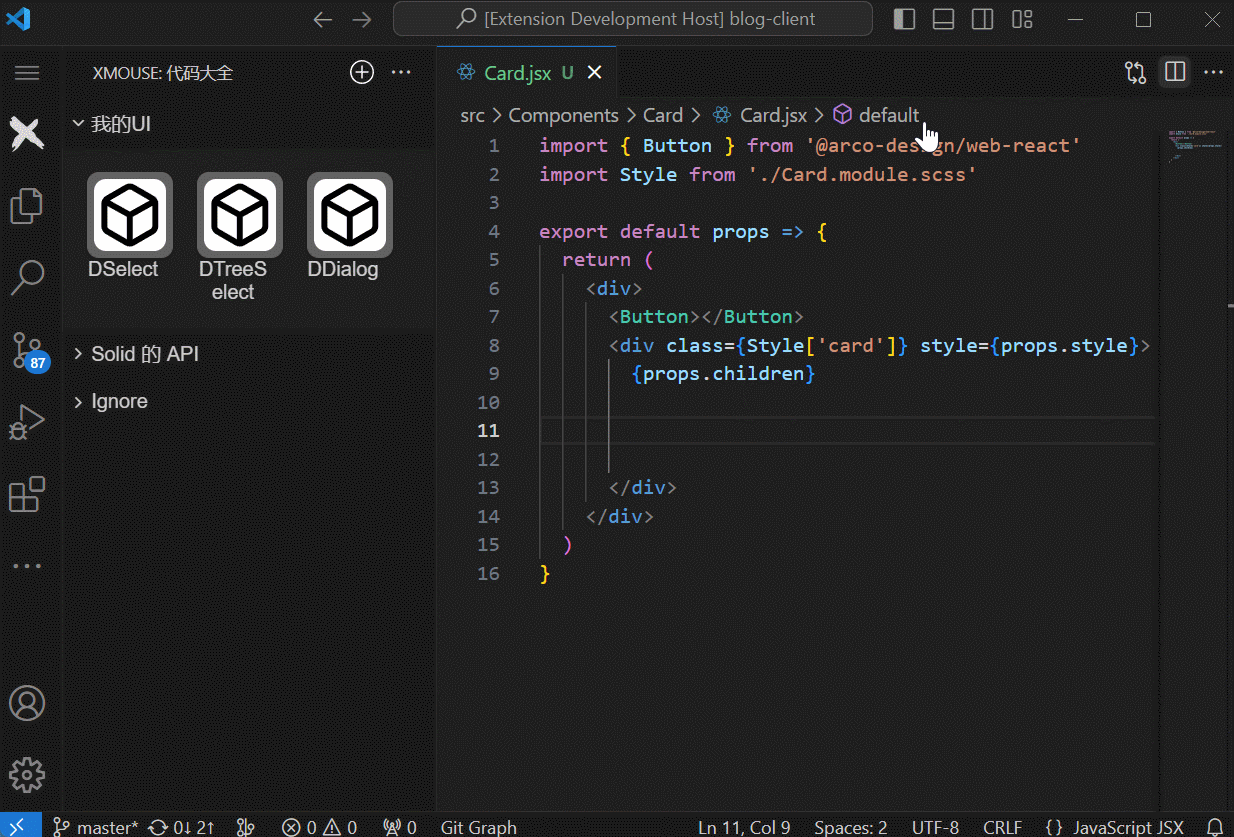 [Extension Development Host] blog-client
XMOUSE: 代码大全
Card.jsx U
src > Components > Card > Card.jsx > default
我的UI
DSelect
DTreeS
elect
DDialog
Solid 的 API
Ignore
87
1 import { Button } from '@arco-design/web-react'
2 import Style from './Card.module.scss'
3
4 export default props => {
5 return (
6 <div>
7 <Button></Button>
8 <div class={Style['card']} style={props.style}>
9 {props.children}
10
11
12
13 </div>
14 </div>
15 )
16 }
master* 0↓ 2↑ 0 0 0 Git Graph Ln 11, Col 9 Spaces: 2 UTF-8 CRLF {} JavaScript JSX